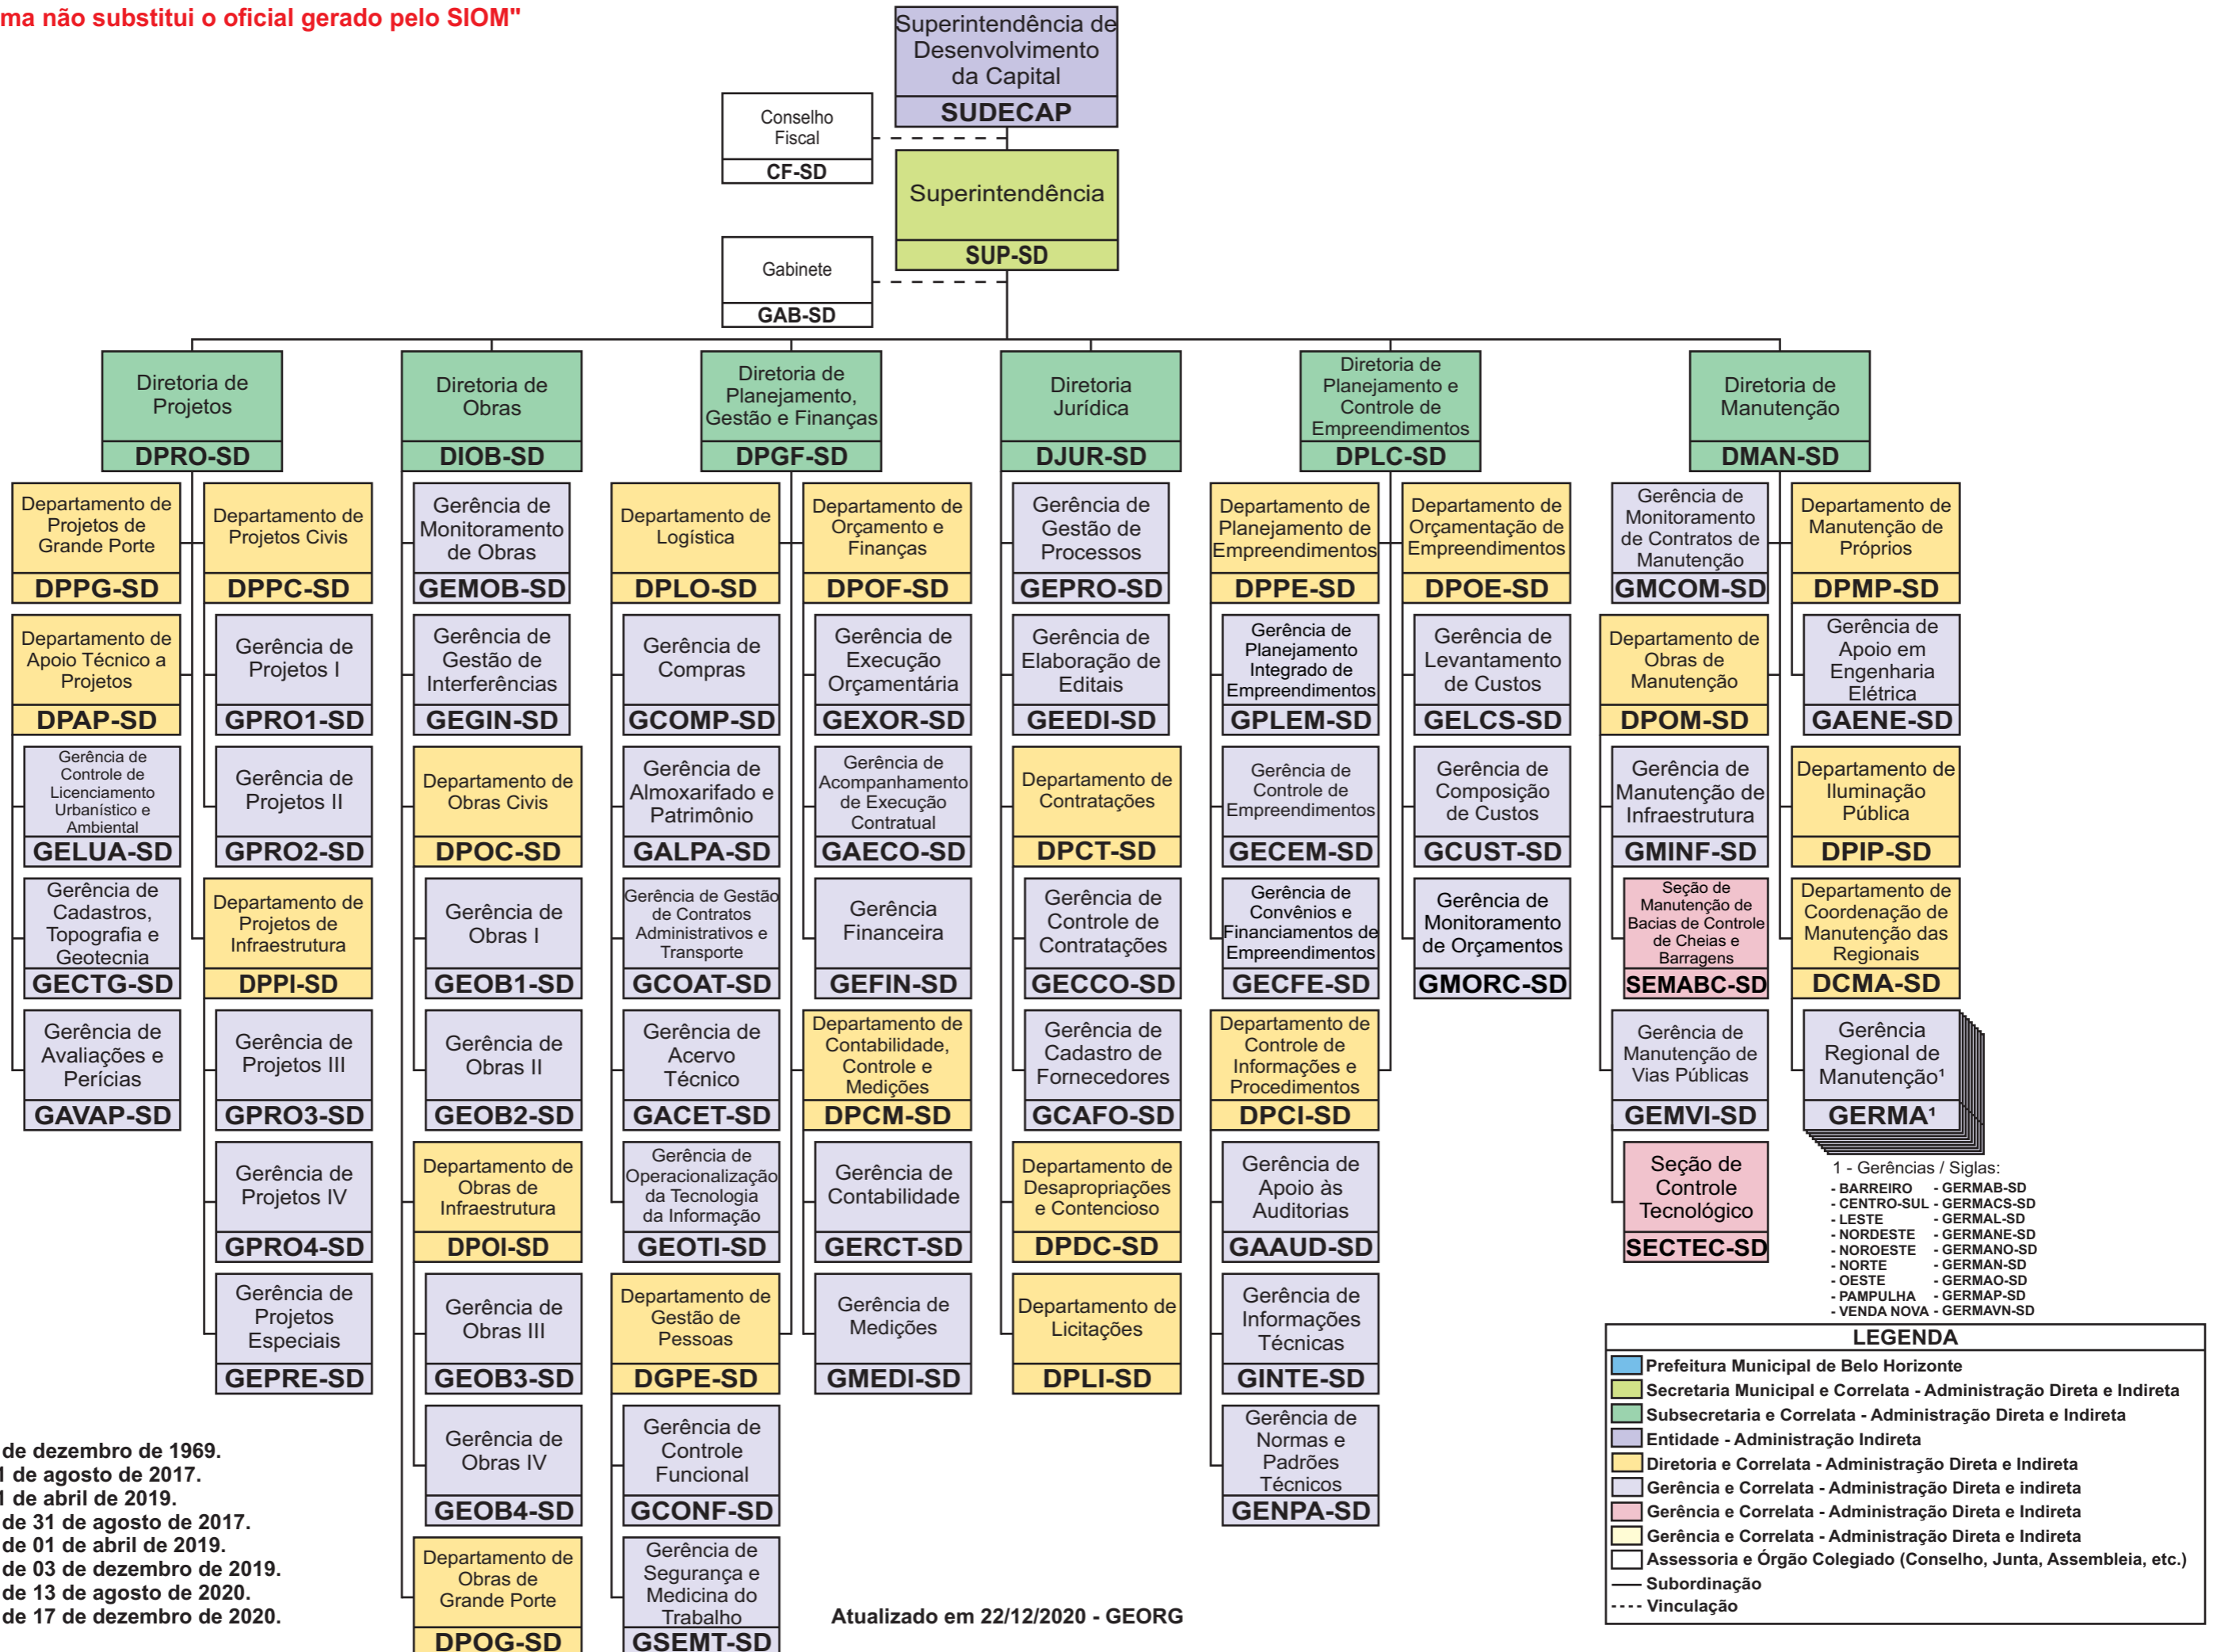 ma não substitui o oficial gerado pelo SIOM"
Superintendência de
Desenvolvimento
da Capital
SUDECAP
Conselho
Fiscal
CF-SD
Superintendência
SUP-SD
Gabinete
GAB-SD
Diretoria de
Projetos
DPRO-SD
Diretoria de
Obras
DIOB-SD
Diretoria de
Planejamento,
Gestão e Finanças
DPGF-SD
Diretoria
Jurídica
DJUR-SD
Diretoria de
Planejamento e
Controle de
Empreendimentos
DPLC-SD
Diretoria de
Manutenção
DMAN-SD
Departamento de
Projetos de
Grande Porte
DPPG-SD
Departamento de
Apoio Técnico a
Projetos
DPAP-SD
Gerência de
Controle de
Licenciamento
Urbanístico e
Ambiental
GELUA-SD
Gerência de
Cadastros,
Topografia e
Geotecnia
GECTG-SD
Gerência de
Avaliações e
Perícias
GAVAP-SD
Departamento de
Projetos Civis
DPPC-SD
Gerência de
Projetos I
GPRO1-SD
Gerência de
Projetos II
GPRO2-SD
Departamento de
Projetos de
Infraestrutura
DPPI-SD
Gerência de
Projetos III
GPRO3-SD
Gerência de
Projetos IV
GPRO4-SD
Gerência de
Projetos
Especiais
GEPRE-SD
Gerência de
Monitoramento
de Obras
GEMOB-SD
Gerência de
Gestão de
Interferências
GEGIN-SD
Departamento de
Obras Civis
DPOC-SD
Gerência de
Obras I
GEOB1-SD
Gerência de
Obras II
GEOB2-SD
Departamento de
Obras de
Infraestrutura
DPOI-SD
Gerência de
Obras III
GEOB3-SD
Gerência de
Obras IV
GEOB4-SD
Departamento de
Obras de
Grande Porte
DPOG-SD
Departamento de
Logística
DPLO-SD
Gerência de
Compras
GCOMP-SD
Gerência de
Almoxarifado e
Patrimônio
GALPA-SD
Gerência de Gestão
de Contratos
Administrativos e
Transporte
GCOAT-SD
Gerência de
Acervo
Técnico
GACET-SD
Gerência de
Operacionalização
da Tecnologia
da Informação
GEOTI-SD
Departamento de
Gestão de
Pessoas
DGPE-SD
Gerência de
Controle
Funcional
GCONF-SD
Gerência de
Segurança e
Medicina do
Trabalho
GSEMT-SD
Departamento de
Orçamento e
Finanças
DPOF-SD
Gerência de
Execução
Orçamentária
GEXOR-SD
Gerência de
Acompanhamento
de Execução
Contratual
GAECO-SD
Gerência
Financeira
GEFIN-SD
Departamento de
Contabilidade,
Controle e
Medições
DPCM-SD
Gerência de
Contabilidade
GERCT-SD
Gerência de
Medições
GMEDI-SD
Gerência de
Gestão de
Processos
GEPRO-SD
Gerência de
Elaboração de
Editais
GEEDI-SD
Departamento de
Contratações
DPCT-SD
Gerência de
Controle de
Contratações
GECCO-SD
Gerência de
Cadastro de
Fornecedores
GCAFO-SD
Departamento de
Desapropriações
e Contencioso
DPDC-SD
Departamento de
Licitações
DPLI-SD
Departamento de
Planejamento de
Empreendimentos
DPPE-SD
Gerência de
Planejamento
Integrado de
Empreendimentos
GPLEM-SD
Gerência de
Controle de
Empreendimentos
GECEM-SD
Gerência de
Convênios e
Financiamentos de
Empreendimentos
GECFE-SD
Departamento de
Controle de
Informações e
Procedimentos
DPCI-SD
Gerência de
Apoio às
Auditorias
GAAUD-SD
Gerência de
Informações
Técnicas
GINTE-SD
Gerência de
Normas e
Padrões
Técnicos
GENPA-SD
Departamento de
Orçamentação de
Empreendimentos
DPOE-SD
Gerência de
Levantamento
de Custos
GELCS-SD
Gerência de
Composição
de Custos
GCUST-SD
Gerência de
Monitoramento
de Orçamentos
GMORC-SD
Gerência de
Monitoramento
de Contratos de
Manutenção
GMCOM-SD
Departamento de
Obras de
Manutenção
DPOM-SD
Gerência de
Manutenção de
Infraestrutura
GMINF-SD
Seção de
Manutenção de
Bacias de Controle
de Cheias e
Barragens
SEMABC-SD
Gerência de
Manutenção de
Vias Públicas
GEMVI-SD
Seção de
Controle
Tecnológico
SECTEC-SD
Departamento de
Manutenção de
Próprios
DPMP-SD
Gerência de
Apoio em
Engenharia
Elétrica
GAENE-SD
Departamento de
Iluminação
Pública
DPIP-SD
Departamento de
Coordenação de
Manutenção das
Regionais
DCMA-SD
Gerência
Regional de
Manutenção¹
GERMA¹
1 - Gerências / Siglas:
- BARREIRO - GERMAB-SD
- CENTRO-SUL - GERMACS-SD
- LESTE - GERMAL-SD
- NORDESTE - GERMANE-SD
- NOROESTE - GERMANO-SD
- NORTE - GERMAN-SD
- OESTE - GERMAO-SD
- PAMPULHA - GERMAP-SD
- VENDA NOVA - GERMAVN-SD
LEGENDA
Prefeitura Municipal de Belo Horizonte
Secretaria Municipal e Correlata - Administração Direta e Indireta
Subsecretaria e Correlata - Administração Direta e Indireta
Entidade - Administração Indireta
Diretoria e Correlata - Administração Direta e Indireta
Gerência e Correlata - Administração Direta e indireta
Gerência e Correlata - Administração Direta e Indireta
Gerência e Correlata - Administração Direta e Indireta
Assessoria e Órgão Colegiado (Conselho, Junta, Assembleia, etc.)
Subordinação
Vinculação
de dezembro de 1969.
1 de agosto de 2017.
1 de abril de 2019.
de 31 de agosto de 2017.
de 01 de abril de 2019.
de 03 de dezembro de 2019.
de 13 de agosto de 2020.
de 17 de dezembro de 2020.
Atualizado em 22/12/2020 - GEORG